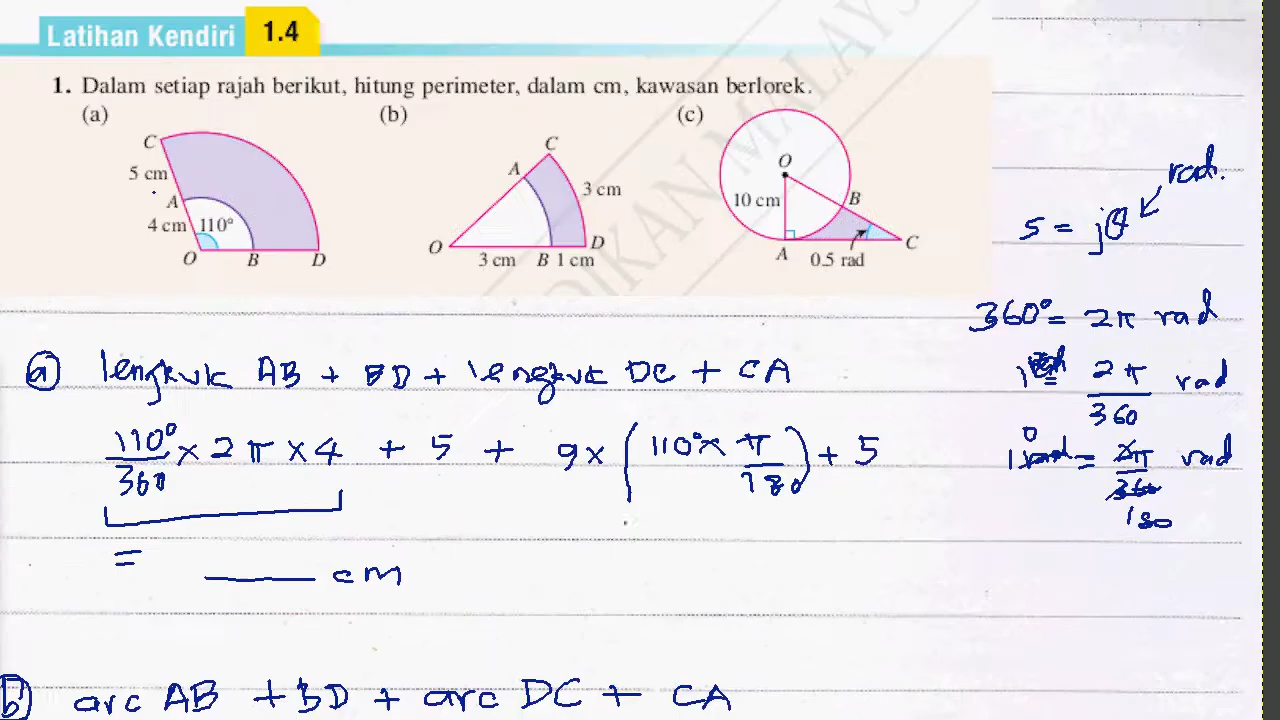 Latihan Kendiri 1.4
1. Dalam setiap rajah berikut, hitung perimeter, dalam cm, kawasan berlorek.
(a) (b) (c)
C
5 cm
A
4 cm 110°
O B D
C
A
3 cm
O D
3 cm B 1 cm
O
10 cm B
C
A 0.5 rad
DIKAN MALAYS
rad.
s = jθ
360° = 2π rad
1 = 2π/360 rad
1° = 2π/360 rad
180
(a) lengkuk AB + BD + lengkuk DC + CA
110°/360 × 2π × 4 + 5 + 9 × (110° × π/180) + 5
= ____ cm
(b) arc AB + BD + arc DC + CA